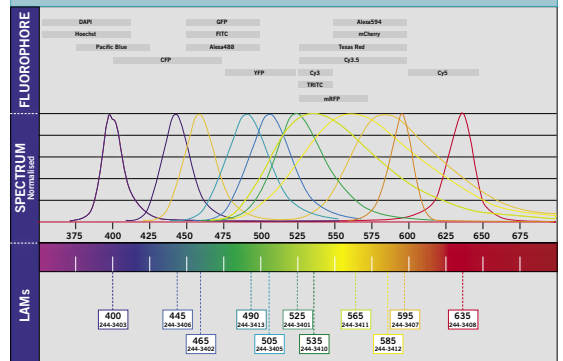 FLUOROPHORE
DAPI GFP Alexa594
Hoechst FITC mCherry
Pacific Blue Alexa488 Texas Red
CFP Cy3.5
YFP Cy3 Cy5
TRITC
mRFP
SPECTRUM
Normalised
375 400 425 450 475 500 525 550 575 600 625 650 675
LAMs
400 445 490 525 565 595 635
244-3403 244-3406 244-3413 244-3401 244-3411 244-3407 244-3408
465 505 535 585
244-3402 244-3405 244-3410 244-3412